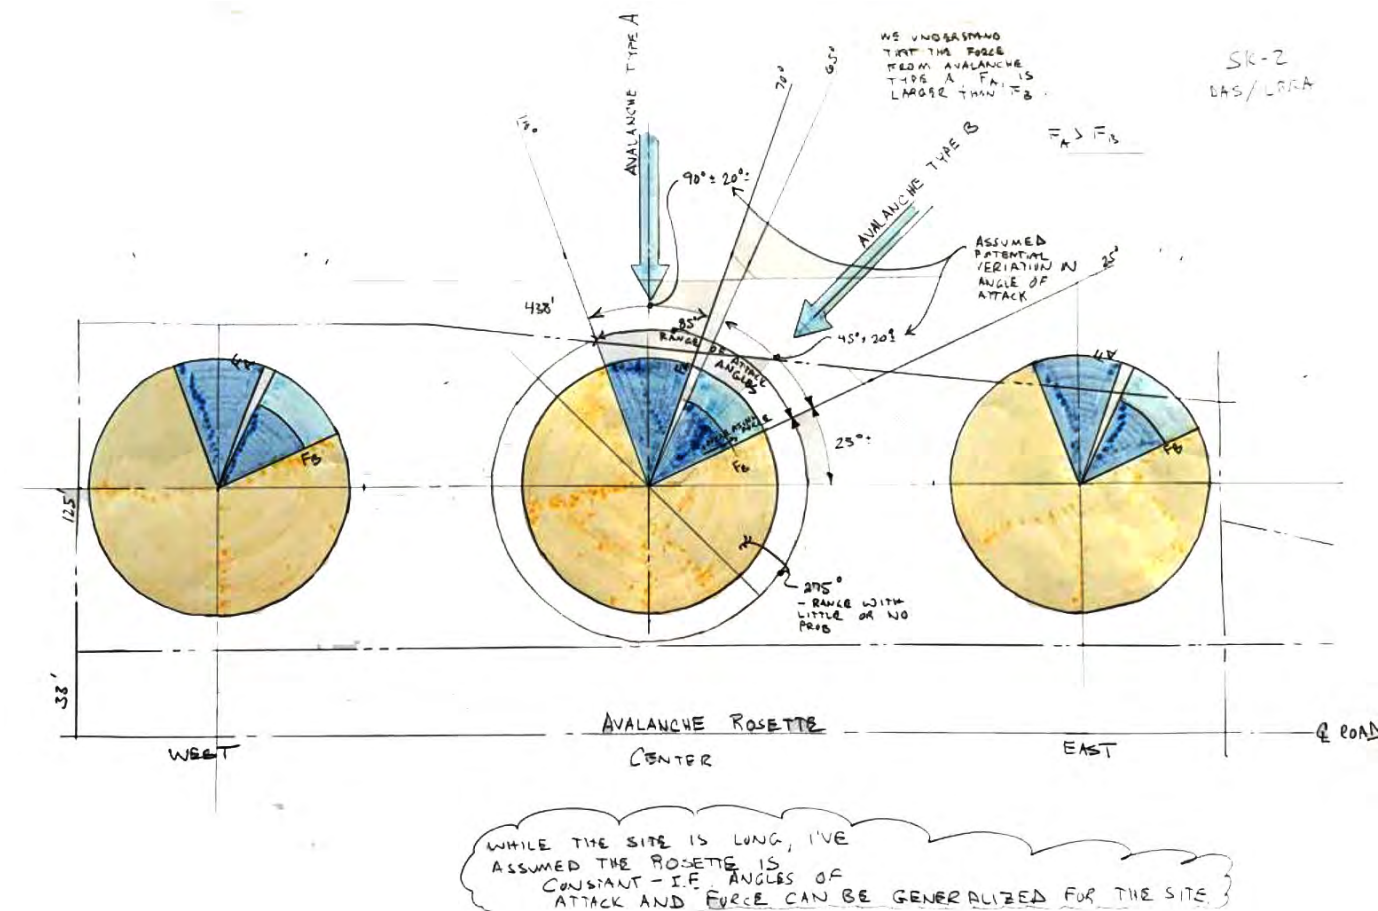 AVALANCHE TYPE A
70°
65°
WE UNDERSTAND
THAT THE FORCE
FROM AVALANCHE
TYPE A FA, IS
LARGER THAN FB.
SK-2
DAS/
FA > FB
AVALANCHE TYPE B
90° ± 20°±
ASSUMED
POTENTIAL
VERIATION IN
ANGLE OF
ATTACK
25°
438'
85°
RANGE OF ATTACK
ANGLES
45°± 20±
FA
FB
FA
INCREASING
ANGLE
FB
25°±
FA
FB
125'
275°
- RANGE WITH
LITTLE OR NO
PROB
33'
AVALANCHE ROSETTE
CENTER
WEST
EAST
℄ ROAD
WHILE THE SITE IS LONG, I'VE
ASSUMED THE ROSETTE IS
CONSTANT - I.E. ANGLES OF
ATTACK AND FORCE CAN BE GENERALIZED FOR THE SITE